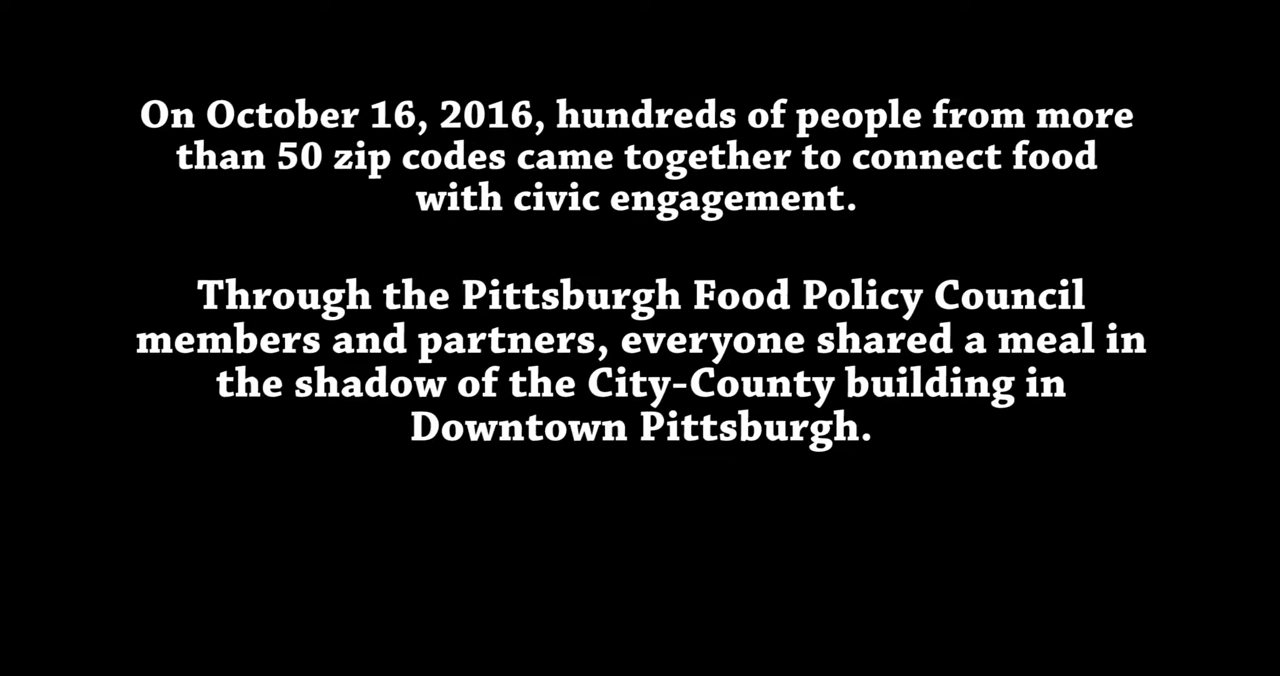 On October 16, 2016, hundreds of people from more
than 50 zip codes came together to connect food
with civic engagement.
Through the Pittsburgh Food Policy Council
members and partners, everyone shared a meal in
the shadow of the City-County building in
Downtown Pittsburgh.